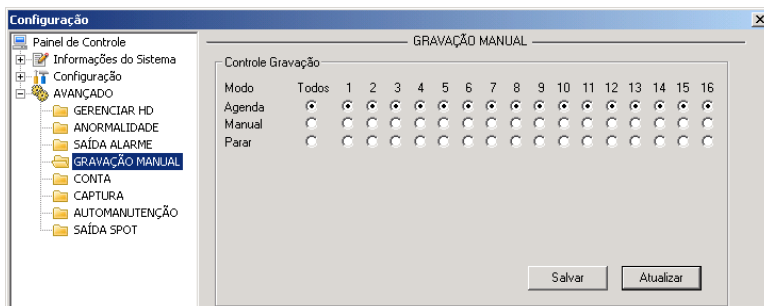 Configuração
Painel de Controle
Informações do Sistema
Configuração
AVANÇADO
GERENCIAR HD
ANORMALIDADE
SAÍDA ALARME
GRAVAÇÃO MANUAL
CONTA
CAPTURA
AUTOMANUTENÇÃO
SAÍDA SPOT
GRAVAÇÃO MANUAL
Controle Gravação
Modo Todos 1 2 3 4 5 6 7 8 9 10 11 12 13 14 15 16
Agenda
Manual
Parar
Salvar Atualizar